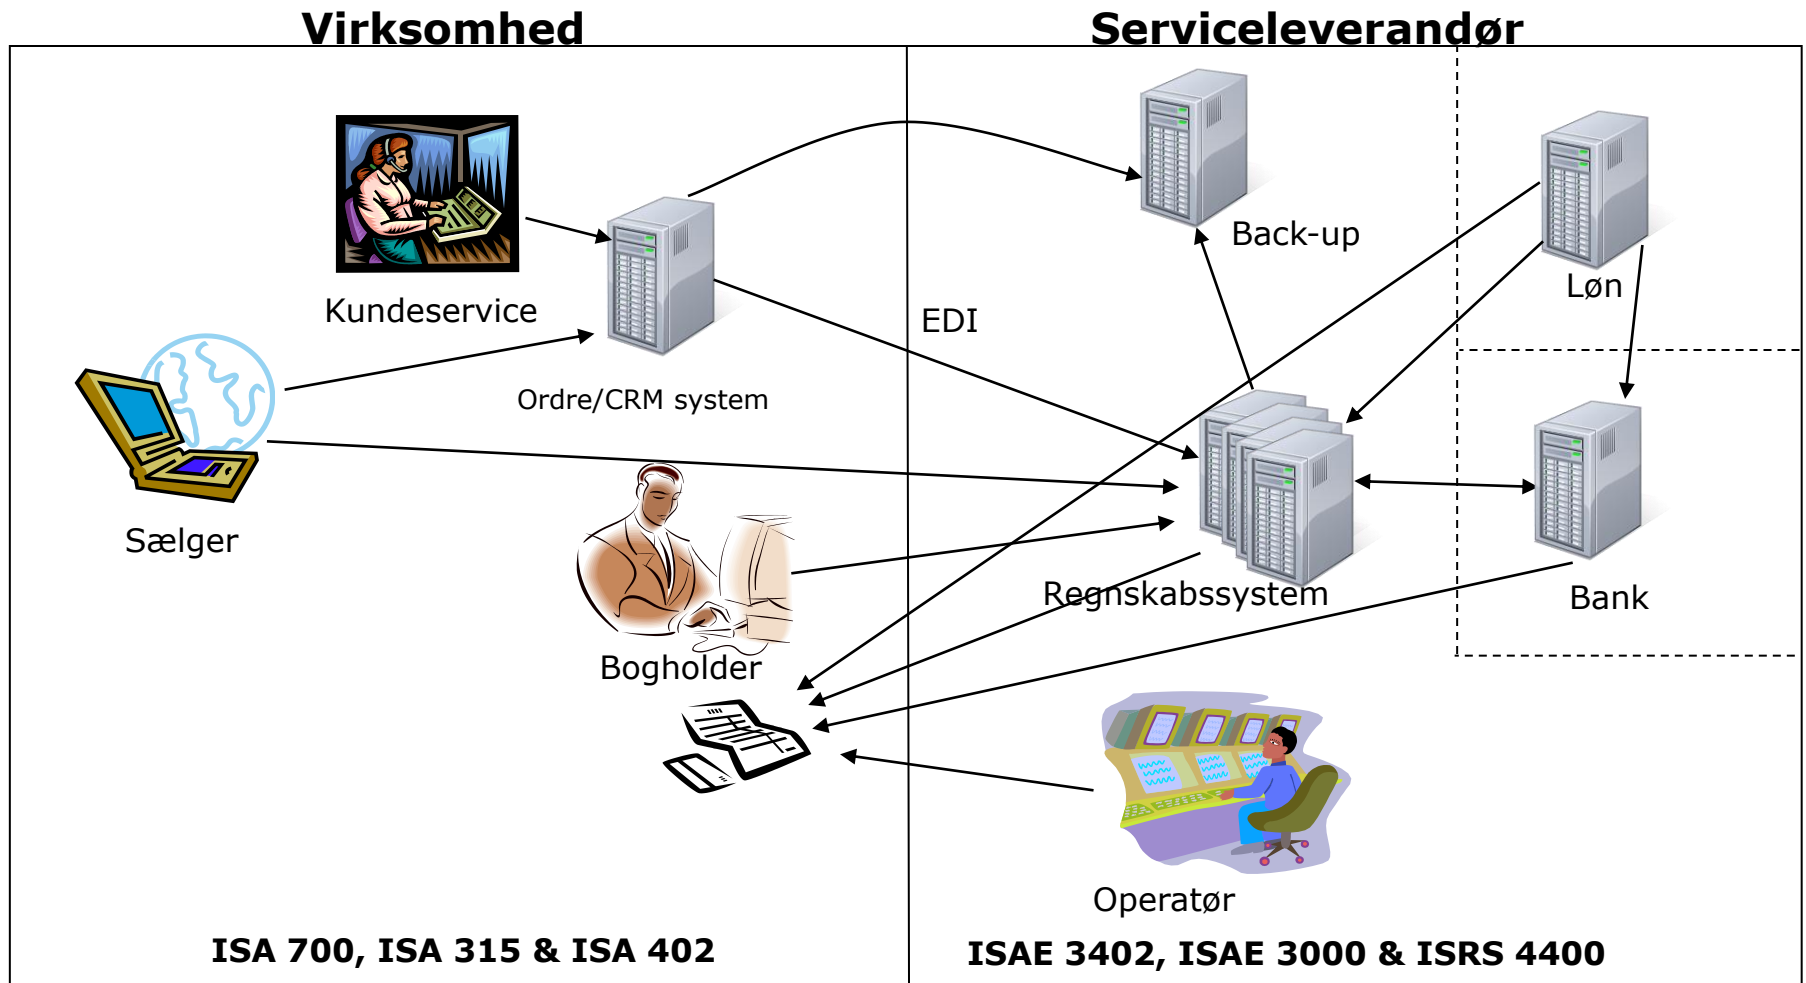 Virksomhed
Serviceleverandør
Back-up
Løn
Kundeservice
EDI
Ordre/CRM system
Sælger
Regnskabssystem
Bank
Bogholder
Operatør
ISA 700, ISA 315 & ISA 402
ISAE 3402, ISAE 3000 & ISRS 4400